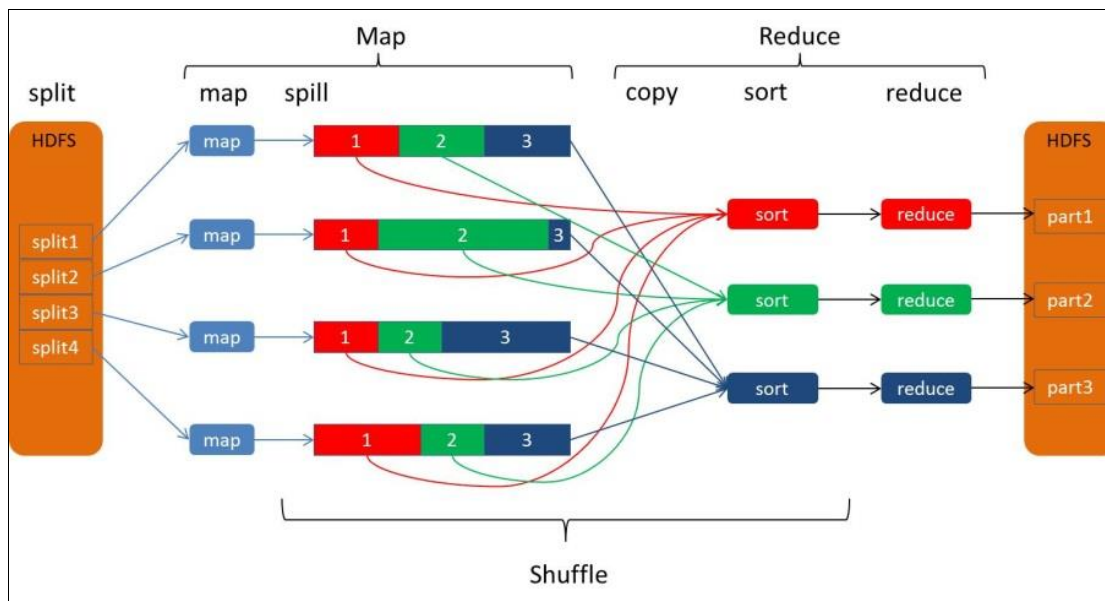 Map
Reduce
split
map
spill
copy
sort
reduce
HDFS
split1
split2
split3
split4
map
1 2 3
map
1 2 3
map
1 2 3
map
1 2 3
sort
reduce
sort
reduce
sort
reduce
HDFS
part1
part2
part3
Shuffle